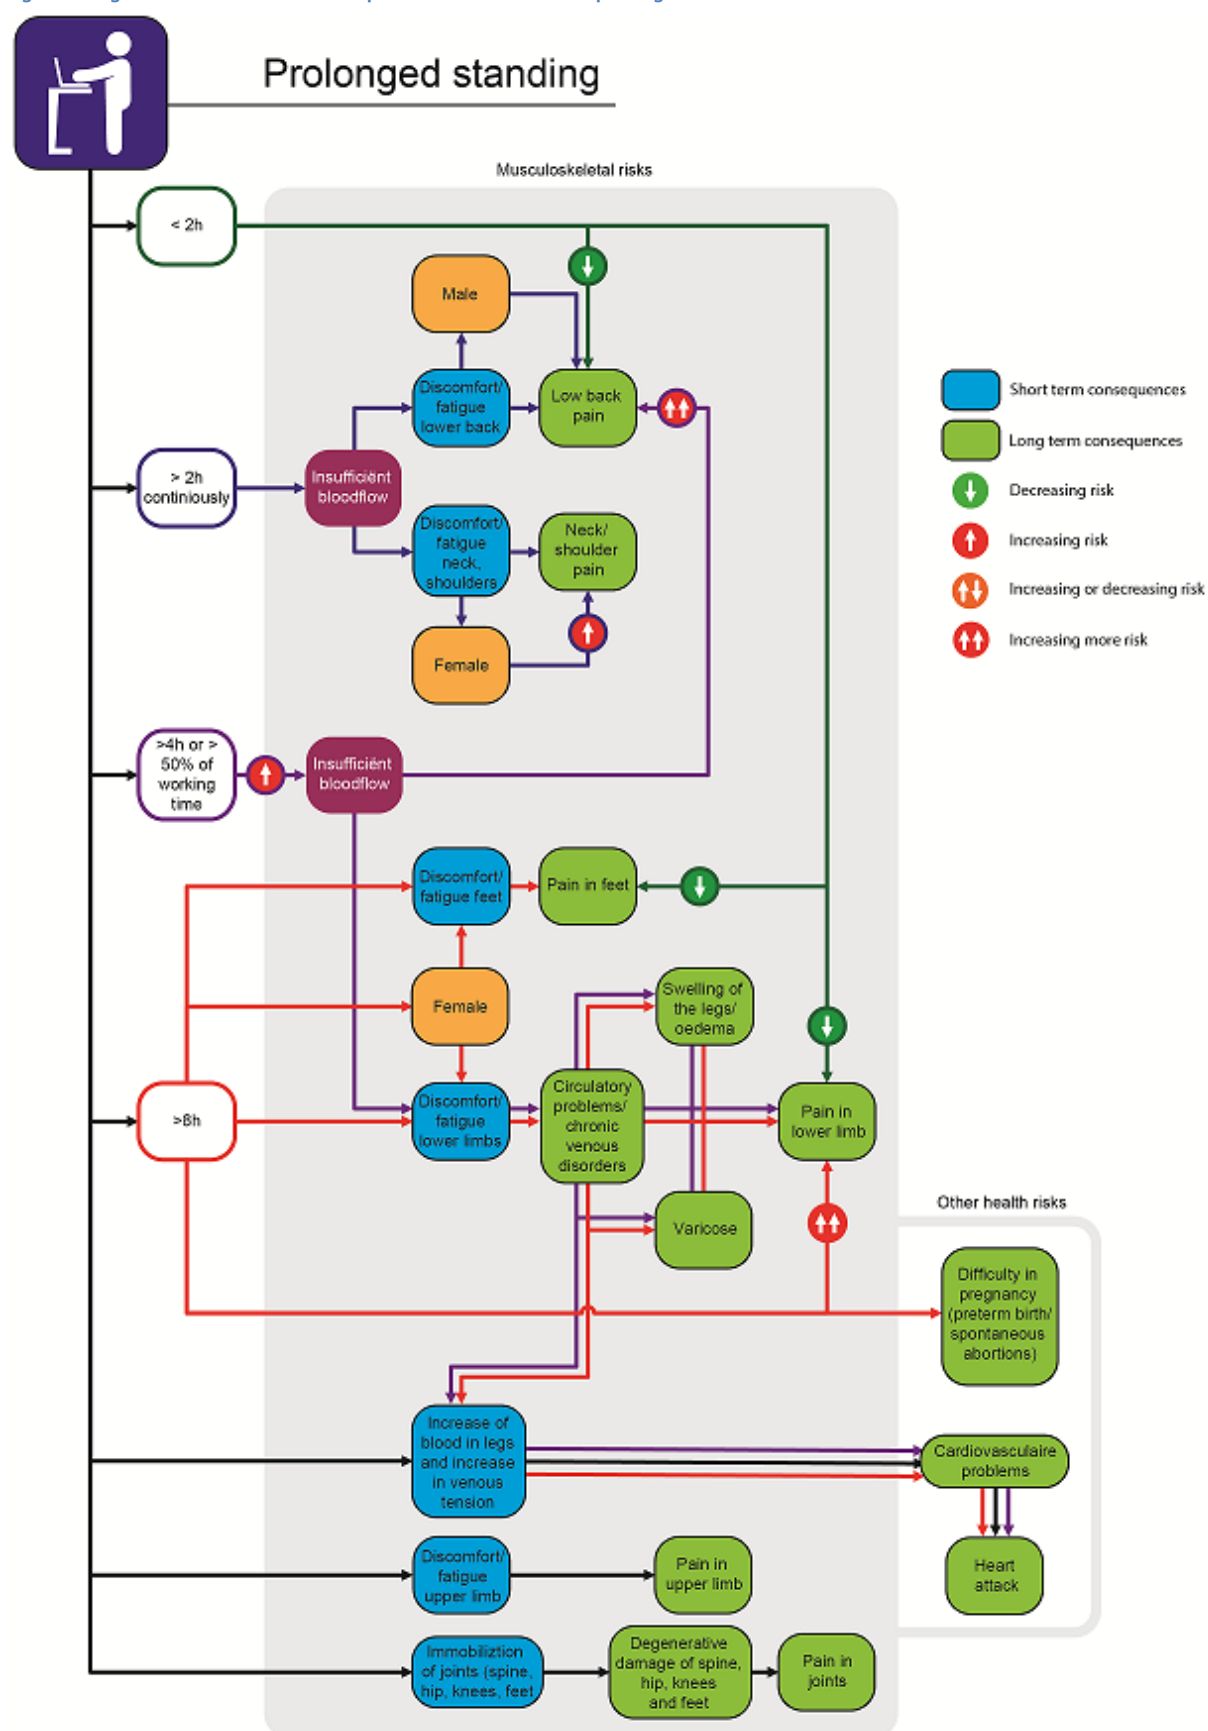 Prolonged standing
Musculoskeletal risks
< 2h
Male
Discomfort/
fatigue
lower back
Low back
pain
> 2h
continiously
Insufficiënt
bloodflow
Discomfort/
fatigue
neck,
shoulders
Neck/
shoulder
pain
Female
Short term consequences
Long term consequences
Decreasing risk
Increasing risk
Increasing or decreasing risk
Increasing more risk
>4h or >
50% of
working
time
Insufficiënt
bloodflow
Discomfort/
fatigue feet
Pain in feet
Female
Swelling of
the legs/
oedema
>8h
Discomfort/
fatigue
lower limbs
Circulatory
problems/
chronic
venous
disorders
Pain in
lower limb
Varicose
Other health risks
Difficulty in
pregnancy
(preterm birth/
spontaneous
abortions)
Increase of
blood in legs
and increase
in venous
tension
Cardiovasculaire
problems
Heart
attack
Discomfort/
fatigue
upper limb
Pain in
upper limb
Immobiliztion
of joints (spine,
hip, knees, feet
Degenerative
damage of spine,
hip, knees
and feet
Pain in
joints